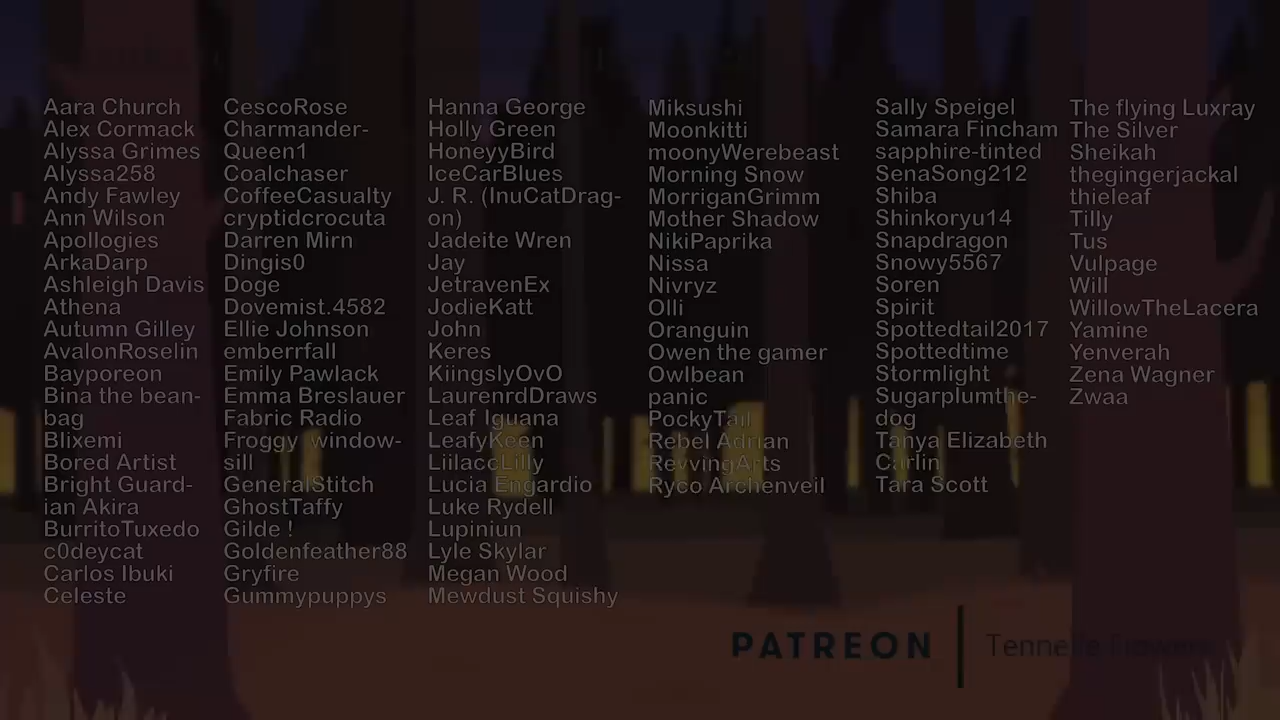 Aara Church
Alex Cormack
Alyssa Grimes
Alyssa258
Andy Fawley
Ann Wilson
Apollogies
ArkaDarp
Ashleigh Davis
Athena
Autumn Gilley
AvalonRoselin
Bayporeon
Bina the bean-
bag
Blixemi
Bored Artist
Bright Guard-
ian Akira
BurritoTuxedo
c0deycat
Carlos Ibuki
Celeste
CescoRose
Charmander-
Queen1
Coalchaser
CoffeeCasualty
cryptidcrocuta
Darren Mirn
Dingis0
Doge
Dovemist.4582
Ellie Johnson
emberrfall
Emily Pawlack
Emma Breslauer
Fabric Radio
Froggy window-
sill
GeneralStitch
GhostTaffy
Gilde !
Goldenfeather88
Gryfire
Gummypuppys
Hanna George
Holly Green
HoneyyBird
IceCarBlues
J. R. (InuCatDrag-
on)
Jadeite Wren
Jay
JetravenEx
JodieKatt
John
Keres
KiingslyOvO
LaurenrdDraws
Leaf Iguana
LeafyKeen
LiilaccLilly
Lucia Engardio
Luke Rydell
Lupiniun
Lyle Skylar
Megan Wood
Mewdust Squishy
Miksushi
Moonkitti
moonyWerebeast
Morning Snow
MorriganGrimm
Mother Shadow
NikiPaprika
Nissa
Nivryz
Olli
Oranguin
Owen the gamer
Owlbean
panic
PockyTail
Rebel Adrian
RevvingArts
Ryco Archenveil
Sally Speigel
Samara Fincham
sapphire-tinted
SenaSong212
Shiba
Shinkoryu14
Snapdragon
Snowy5567
Soren
Spirit
Spottedtail2017
Spottedtime
Stormlight
Sugarplumthe-
dog
Tanya Elizabeth
Carlin
Tara Scott
The flying Luxray
The Silver
Sheikah
thegingerjackal
thieleaf
Tilly
Tus
Vulpage
Will
WillowTheLacera
Yamine
Yenverah
Zena Wagner
Zwaa
PATREON